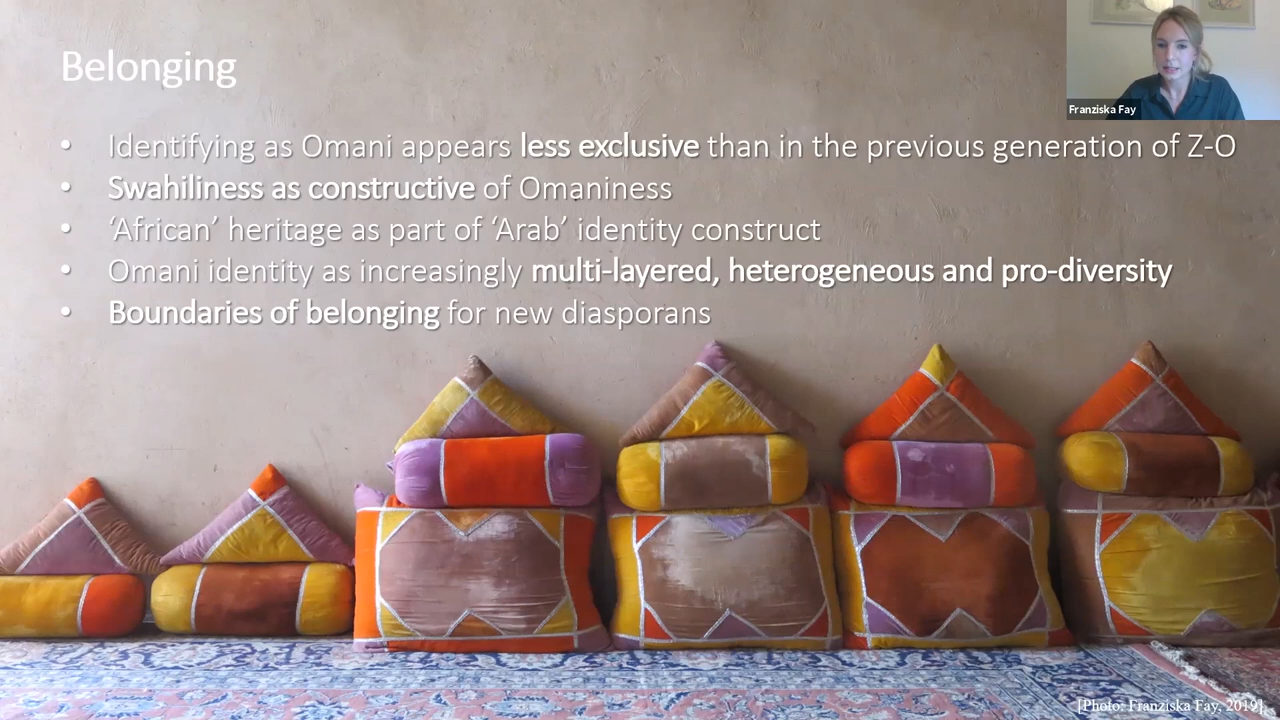 Belonging
Franziska Fay
• Identifying as Omani appears less exclusive than in the previous generation of Z-O
• Swahiliness as constructive of Omaniness
• ‘African’ heritage as part of ‘Arab’ identity construct
• Omani identity as increasingly multi-layered, heterogeneous and pro-diversity
• Boundaries of belonging for new diasporans
[Photo: Franziska Fay, 2019]